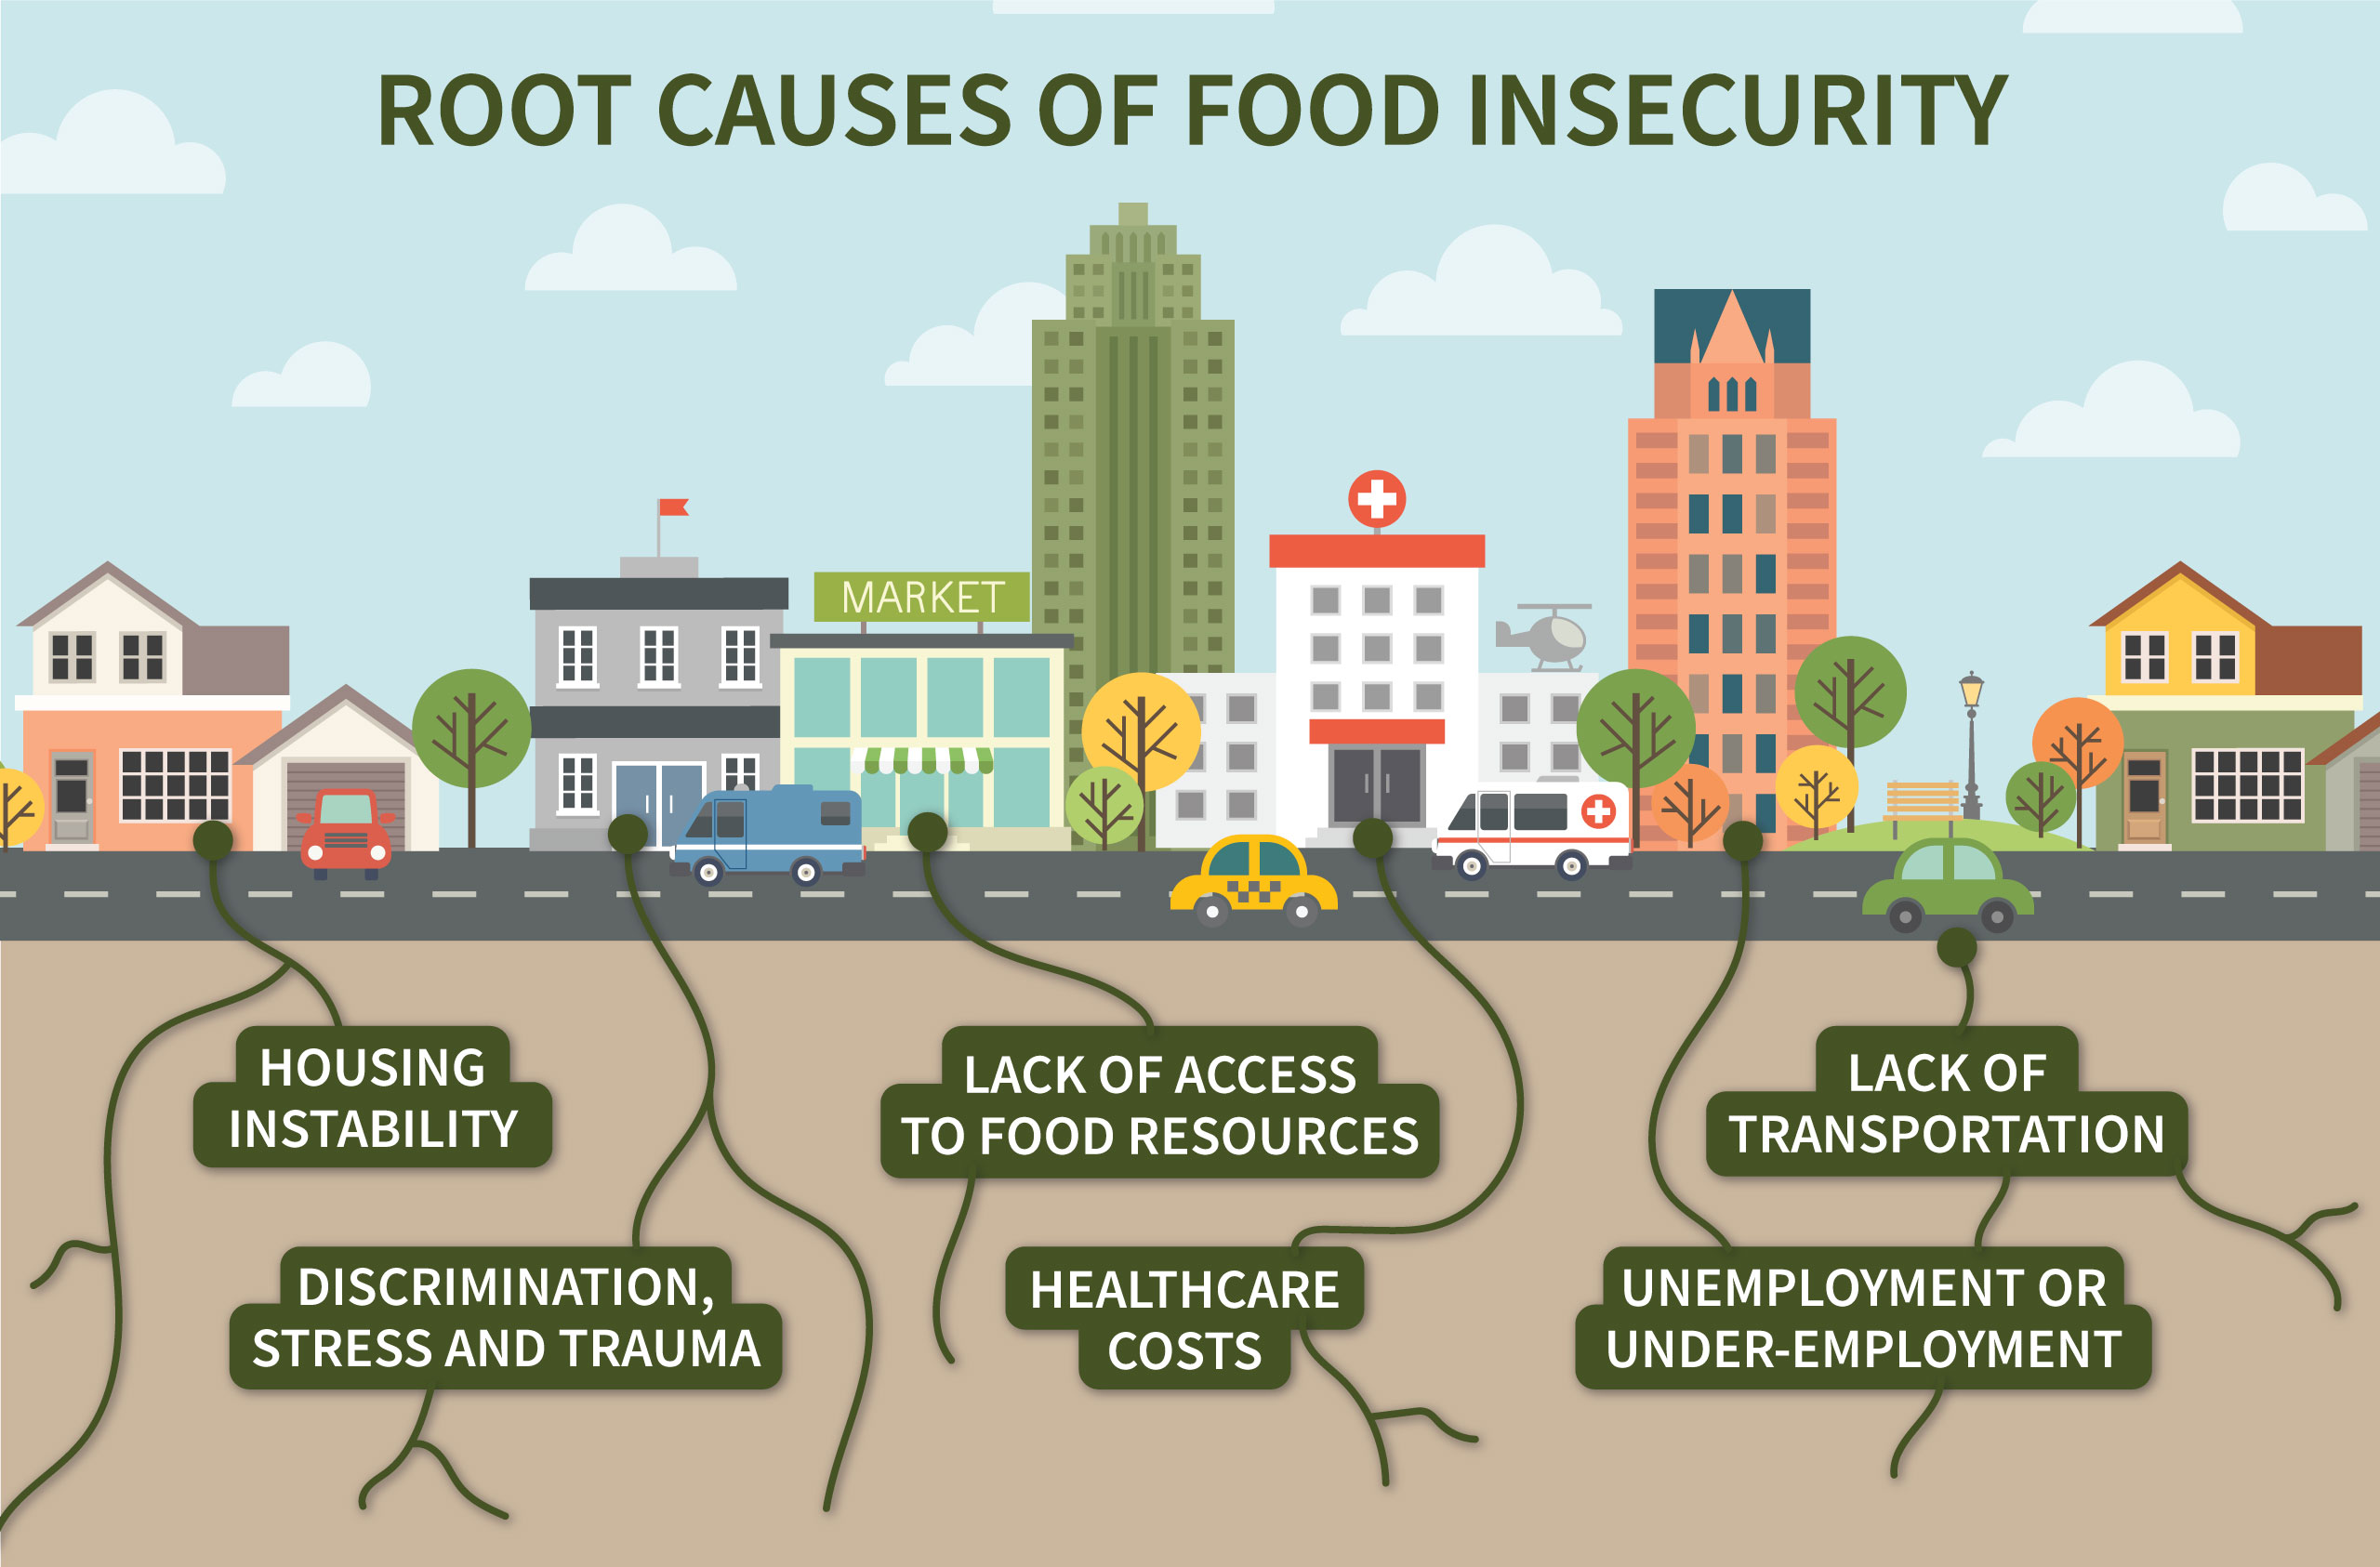 ROOT CAUSES OF FOOD INSECURITY
MARKET
HOUSING
INSTABILITY
DISCRIMINATION,
STRESS AND TRAUMA
LACK OF ACCESS
TO FOOD RESOURCES
HEALTHCARE
COSTS
LACK OF
TRANSPORTATION
UNEMPLOYMENT OR
UNDER-EMPLOYMENT